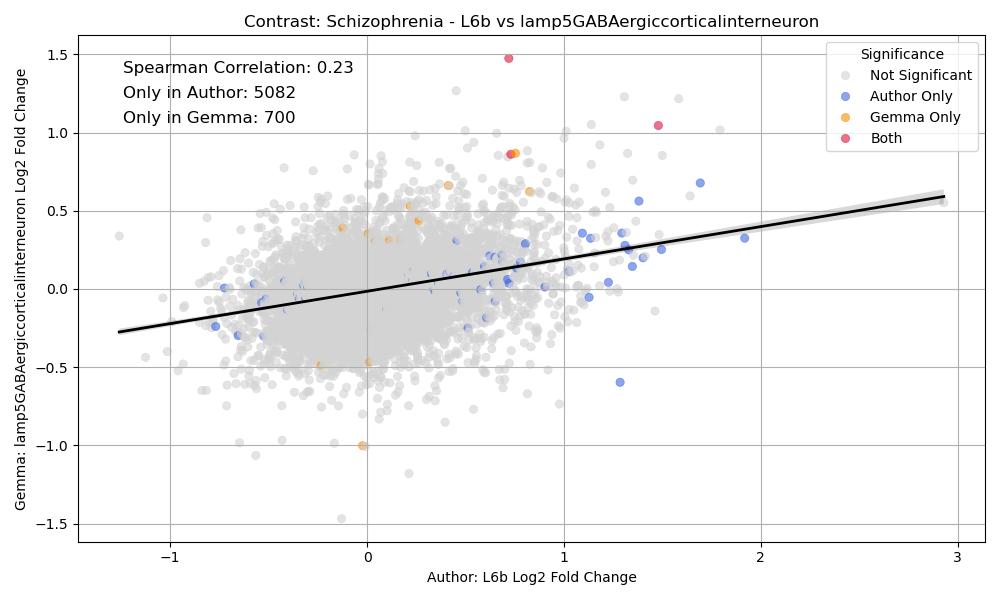 Contrast: Schizophrenia - L6b vs lamp5GABAergiccorticalinterneuron
Spearman Correlation: 0.23
Only in Author: 5082
Only in Gemma: 700
Significance
Not Significant
Author Only
Gemma Only
Both
Gemma: lamp5GABAergiccorticalinterneuron Log2 Fold Change
1.5
1.0
0.5
0.0
−0.5
−1.0
−1.5
−1
0
1
2
3
Author: L6b Log2 Fold Change